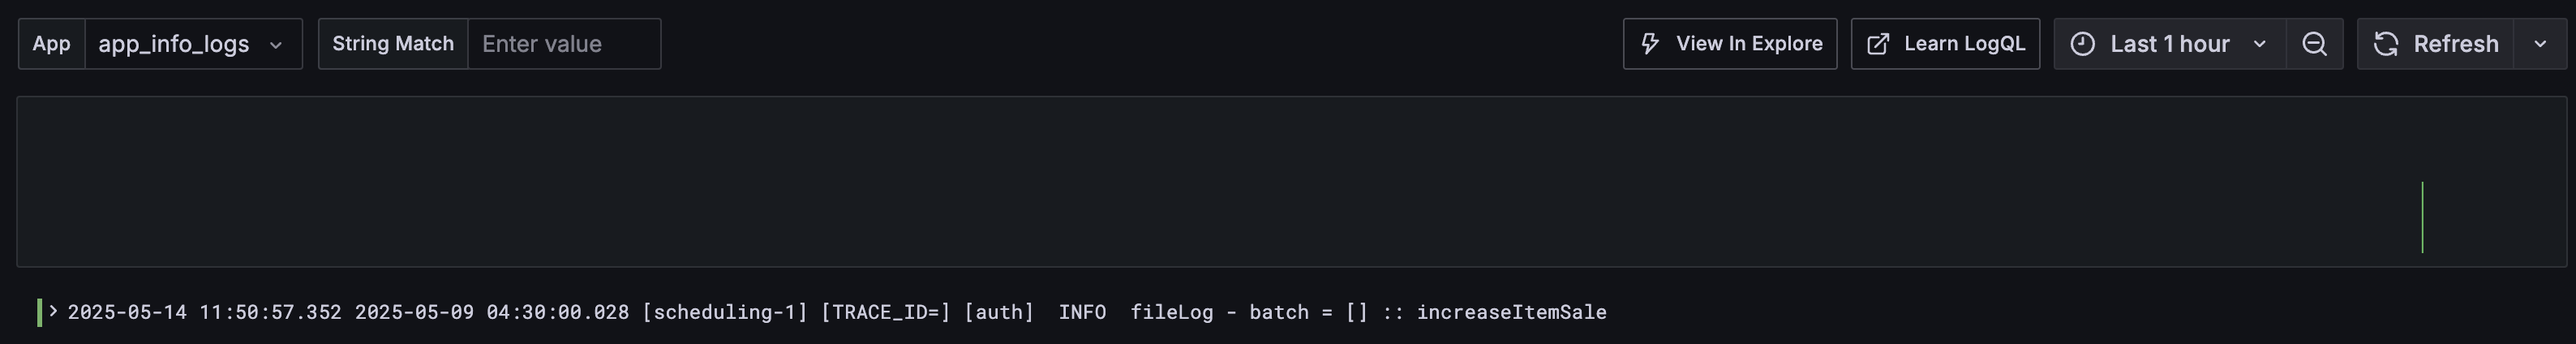 App app_info_logs String Match Enter value View In Explore Learn LogQL Last 1 hour Refresh
2025-05-14 11:50:57.352 2025-05-09 04:30:00.028 [scheduling-1] [TRACE_ID=] [auth]  INFO  fileLog - batch = [] :: increaseItemSale